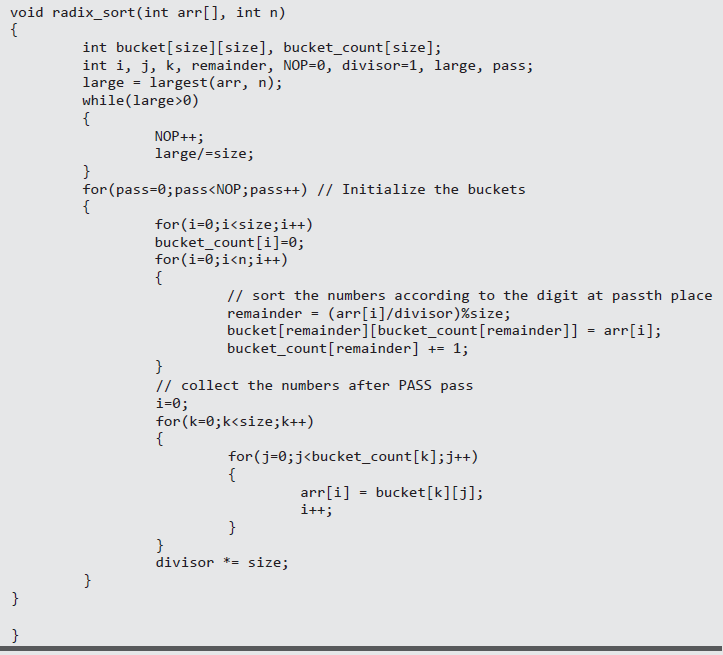 void radix_sort(int arr[], int n)
{
int bucket[size][size], bucket_count[size];
int i, j, k, remainder, NOP=0, divisor=1, large, pass;
large = largest(arr, n);
while(large>0)
{
NOP++;
large/=size;
}
for(pass=0;pass<NOP;pass++) // Initialize the buckets
{
for(i=0;i<size;i++)
bucket_count[i]=0;
for(i=0;i<n;i++)
{
// sort the numbers according to the digit at passth place
remainder = (arr[i]/divisor)%size;
bucket[remainder][bucket_count[remainder]] = arr[i];
bucket_count[remainder] += 1;
}
// collect the numbers after PASS pass
i=0;
for(k=0;k<size;k++)
{
for(j=0;j<bucket_count[k];j++)
{
arr[i] = bucket[k][j];
i++;
}
}
divisor *= size;
}
}
}